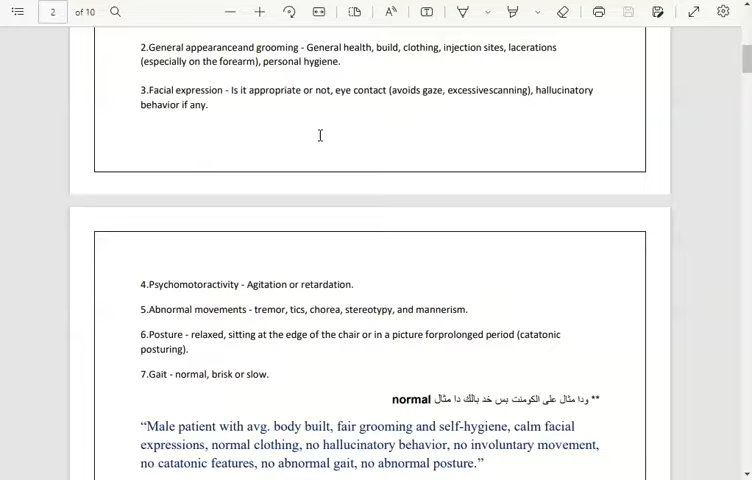 2
of 10
2.General appearanceand grooming - General health, build, clothing, injection sites, lacerations
(especially on the forearm), personal hygiene.
3.Facial expression - Is it appropriate or not, eye contact (avoids gaze, excessivescanning), hallucinatory
behavior if any.
4.Psychomotoractivity - Agitation or retardation.
5.Abnormal movements - tremor, tics, chorea, stereotypy, and mannerism.
6.Posture - relaxed, sitting at the edge of the chair or in a picture forprolonged period (catatonic
posturing).
7.Gait - normal, brisk or slow.
** ودا مثال على الكومنت بس خد بالك دا مثال normal
“Male patient with avg. body built, fair grooming and self-hygiene, calm facial
expressions, normal clothing, no hallucinatory behavior, no involuntary movement,
no catatonic features, no abnormal gait, no abnormal posture.”